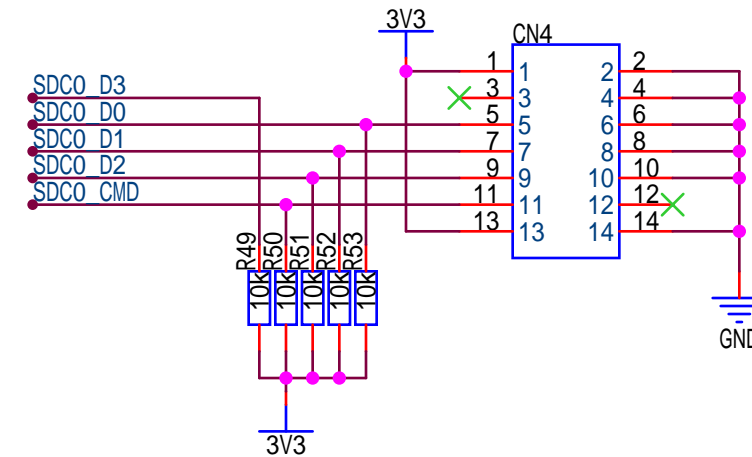 3V3
CN4
1 1 2 2
SDC0_D3 3 3 4 4
SDC0_D0 5 5 6 6
SDC0_D1 7 7 8 8
SDC0_D2 9 9 10 10
SDC0_CMD 11 11 12 12
13 13 14 14
R49 R50 R51 R52 R53
10k 10k 10k 10k 10k
GND
3V3